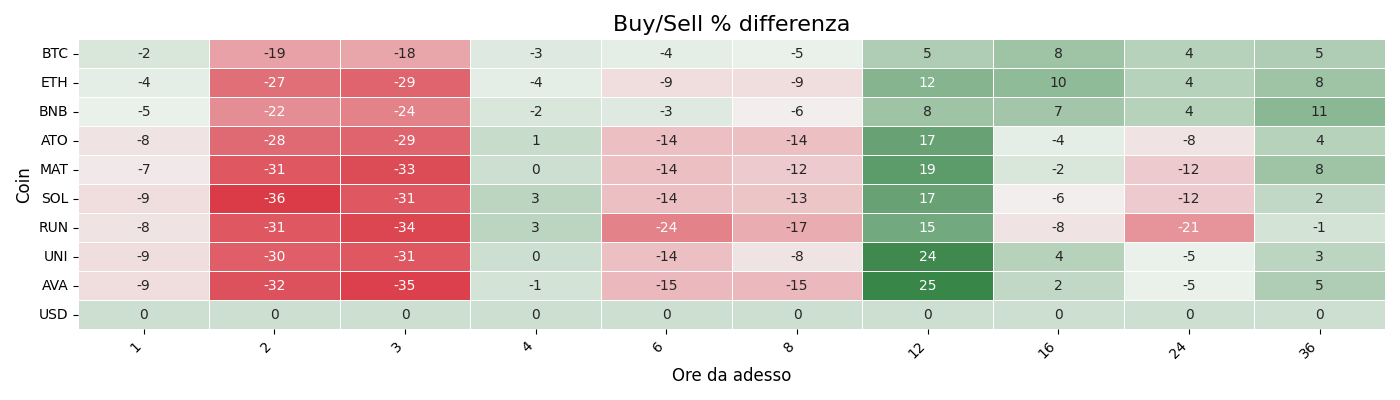 Buy/Sell % differenza
Coin
BTC -2 -19 -18 -3 -4 -5 5 8 4 5
ETH -4 -27 -29 -4 -9 -9 12 10 4 8
BNB -5 -22 -24 -2 -3 -6 8 7 4 11
ATO -8 -28 -29 1 -14 -14 17 -4 -8 4
MAT -7 -31 -33 0 -14 -12 19 -2 -12 8
SOL -9 -36 -31 3 -14 -13 17 -6 -12 2
RUN -8 -31 -34 3 -24 -17 15 -8 -21 -1
UNI -9 -30 -31 0 -14 -8 24 4 -5 3
AVA -9 -32 -35 -1 -15 -15 25 2 -5 5
USD 0 0 0 0 0 0 0 0 0 0
1 2 3 4 6 8 12 16 24 36
Ore da adesso